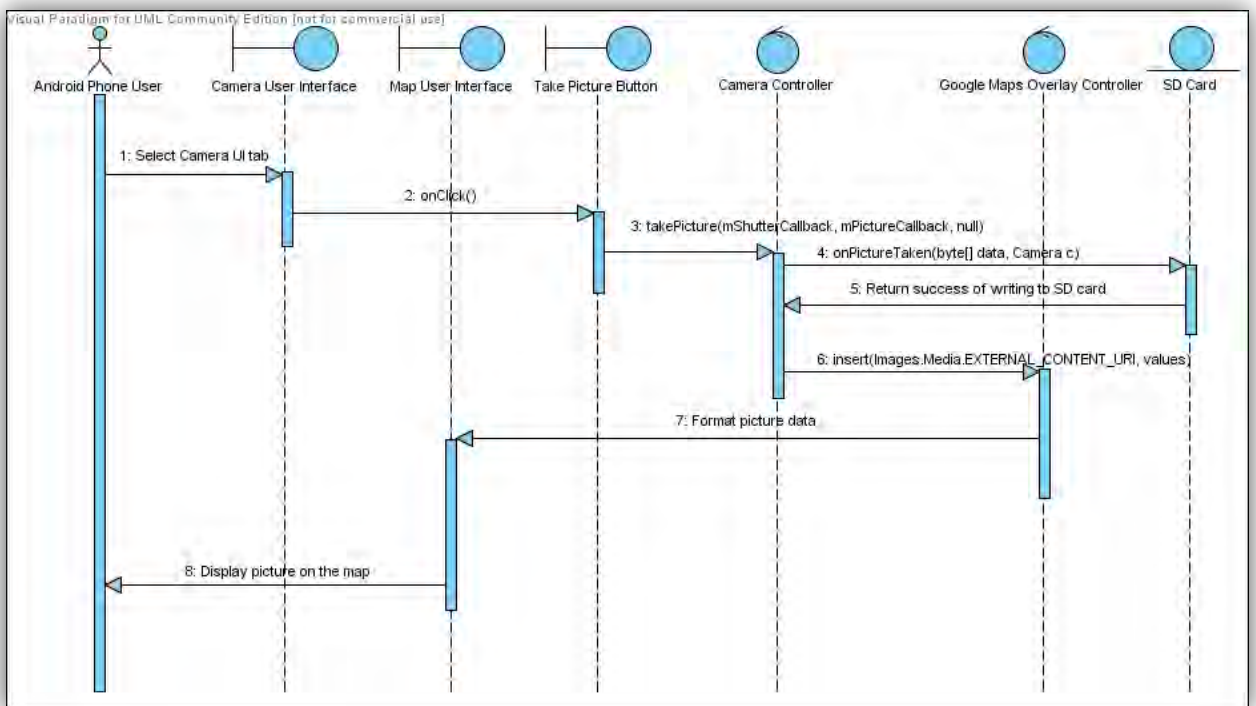 Visual Paradigm for UML Community Edition [not for commercial use]
Android Phone User
Camera User Interface
Map User Interface
Take Picture Button
Camera Controller
Google Maps Overlay Controller
SD Card
1: Select Camera UI tab
2: onClick()
3: takePicture(mShutterCallback, mPictureCallback, null)
4: onPictureTaken(byte[] data, Camera c)
5: Return success of writing to SD card
6: insert(Images.Media.EXTERNAL_CONTENT_URI, values)
7: Format picture data
8: Display picture on the map